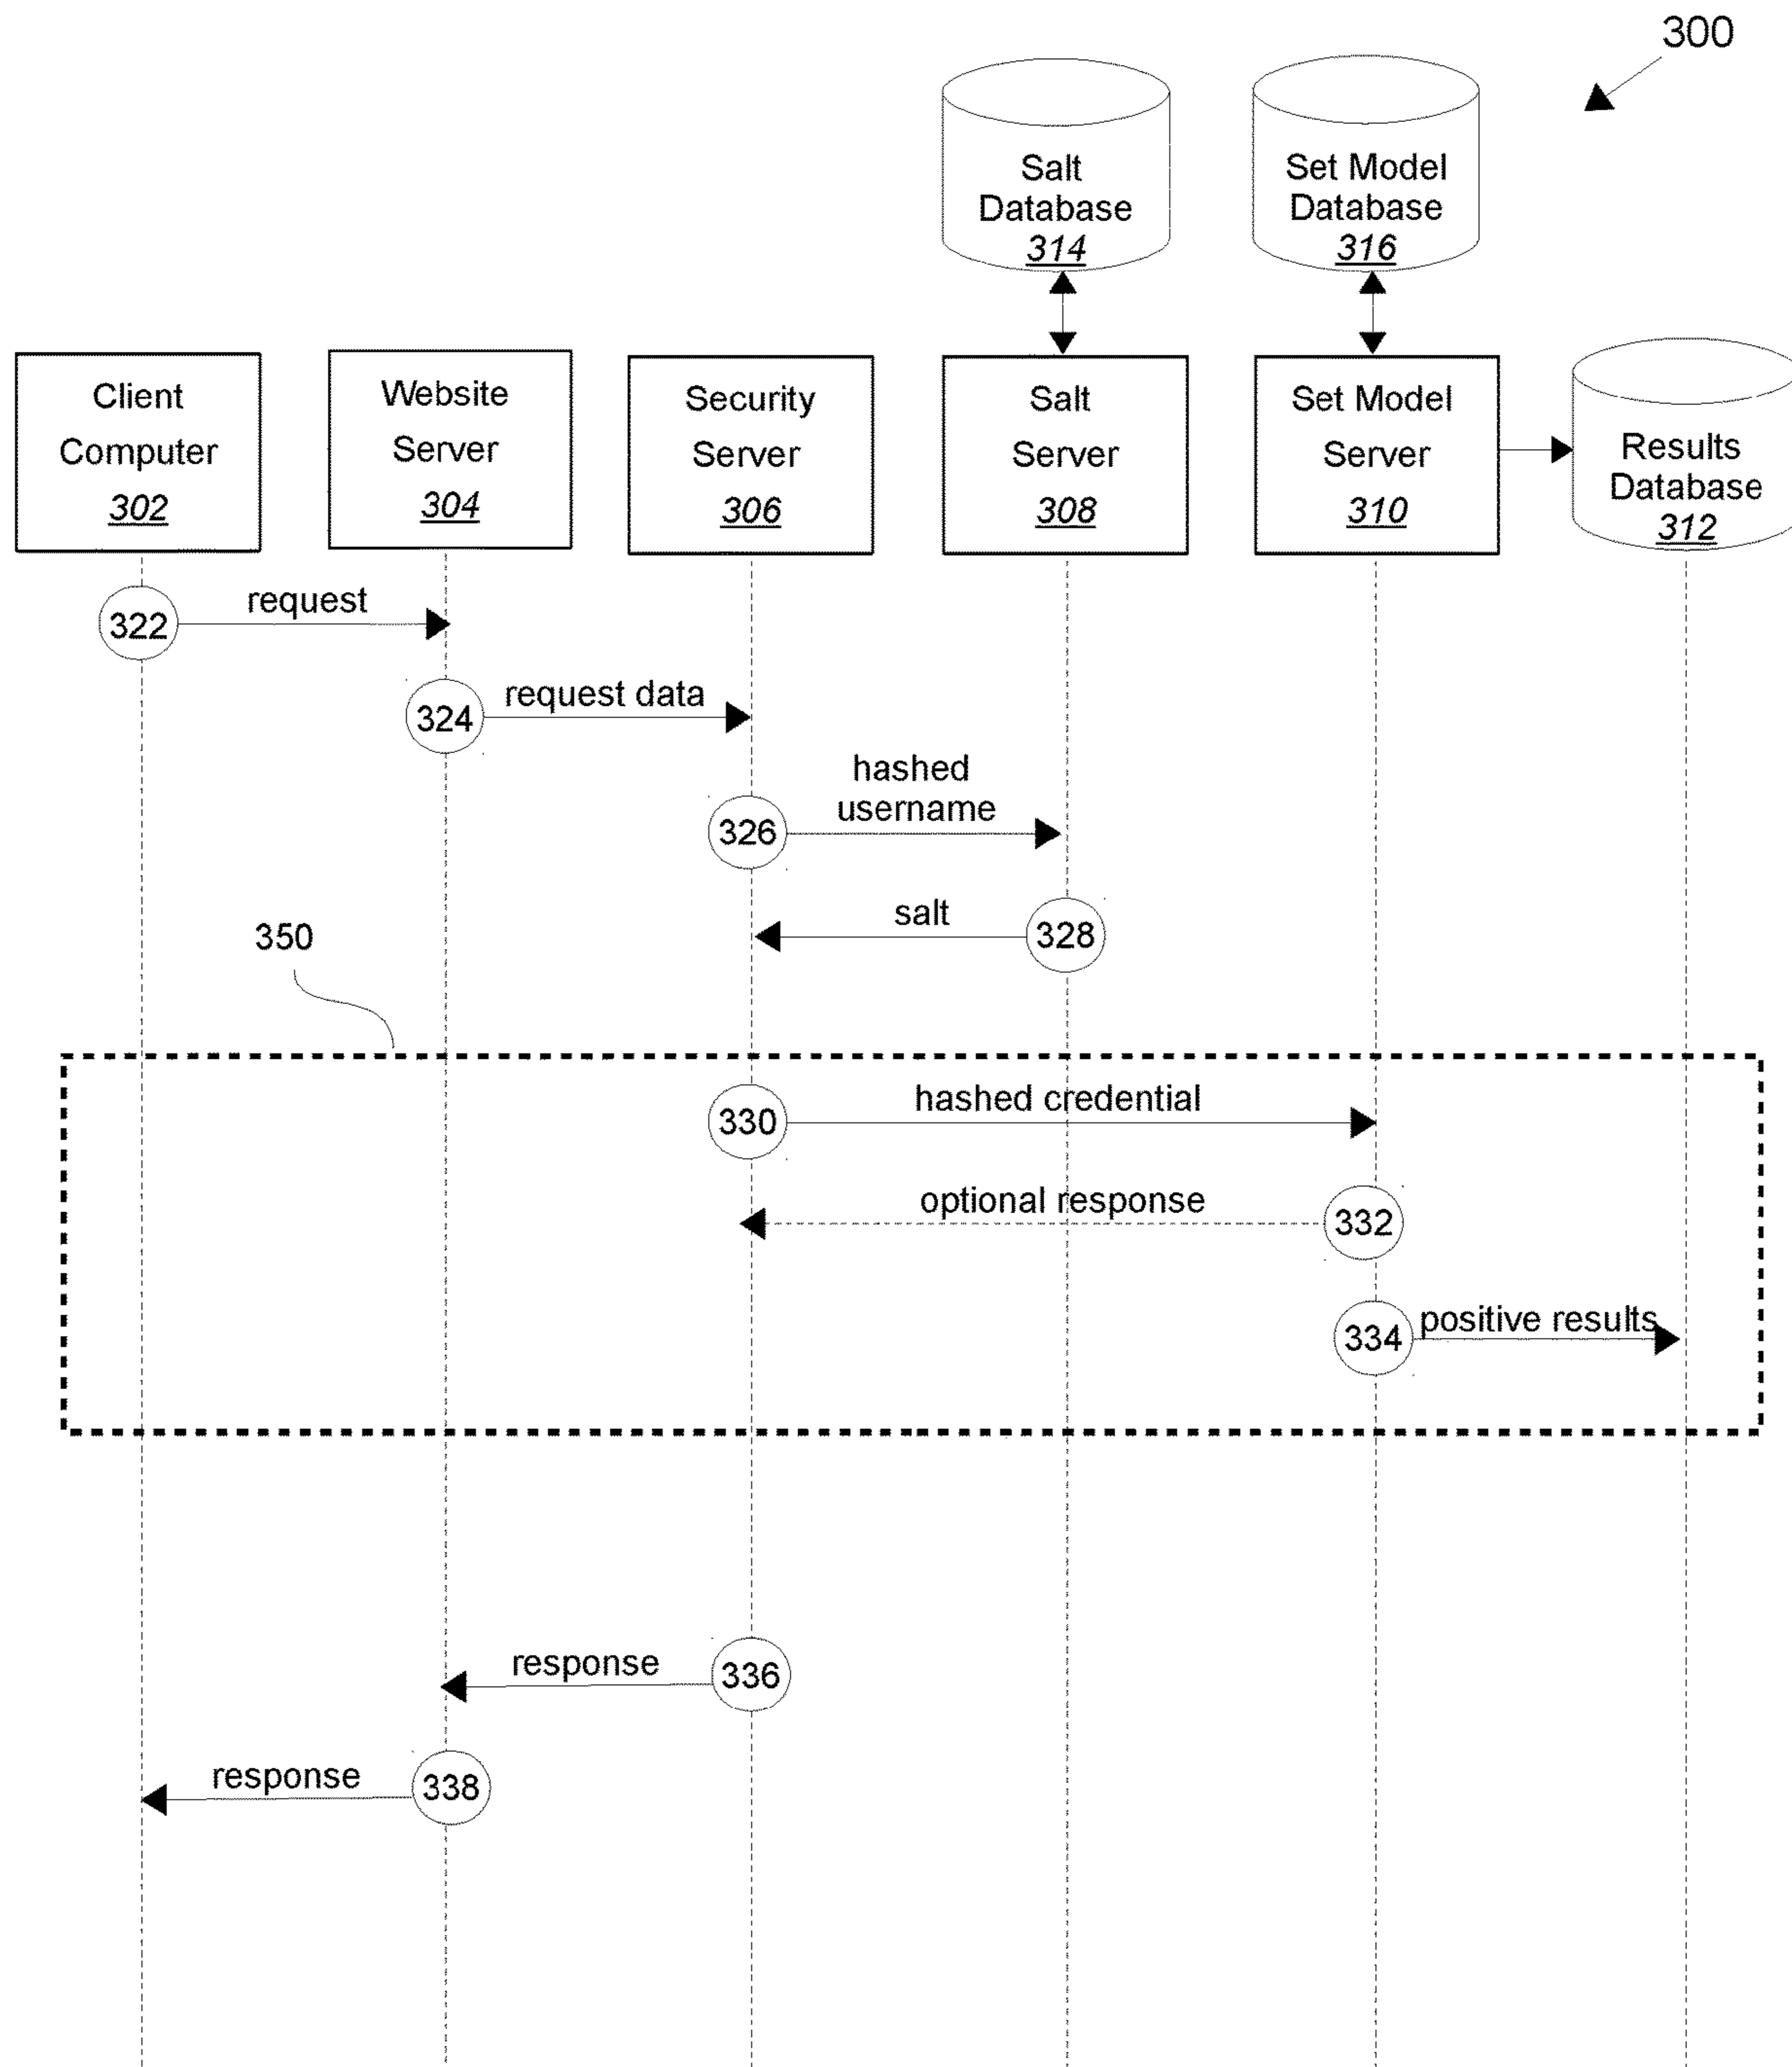 300
Salt
Database
314
Set Model
Database
316
Client
Computer
302
Website
Server
304
Security
Server
306
Salt
Server
308
Set Model
Server
310
Results
Database
312
322
request
324
request data
326
hashed
username
salt
328
350
330
hashed credential
optional response
332
334
positive results
response
336
response
338